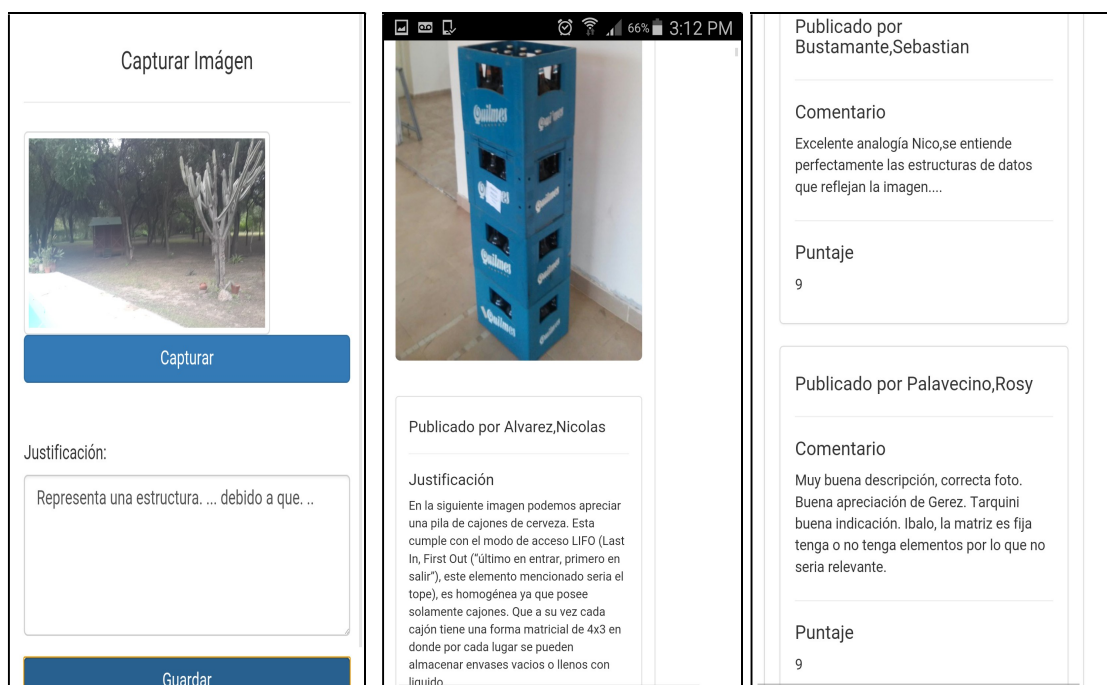 Capturar Imágen
Capturar
Justificación:
Representa una estructura. ... debido a que. ..
Guardar
66% 3:12 PM
Quilmes
Quilmes
Quilmes
Quilmes
Publicado por Alvarez,Nicolas
Justificación
En la siguiente imagen podemos apreciar
una pila de cajones de cerveza. Esta
cumple con el modo de acceso LIFO (Last
In, First Out (“último en entrar, primero en
salir”), este elemento mencionado seria el
tope), es homogénea ya que posee
solamente cajones. Que a su vez cada
cajón tiene una forma matricial de 4x3 en
donde por cada lugar se pueden
almacenar envases vacios o llenos con
liquido
Publicado por
Bustamante,Sebastian
Comentario
Excelente analogía Nico,se entiende
perfectamente las estructuras de datos
que reflejan la imagen....
Puntaje
9
Publicado por Palavecino,Rosy
Comentario
Muy buena descripción, correcta foto.
Buena apreciación de Gerez. Tarquini
buena indicación. Ibalo, la matriz es fija
tenga o no tenga elementos por lo que no
seria relevante.
Puntaje
9